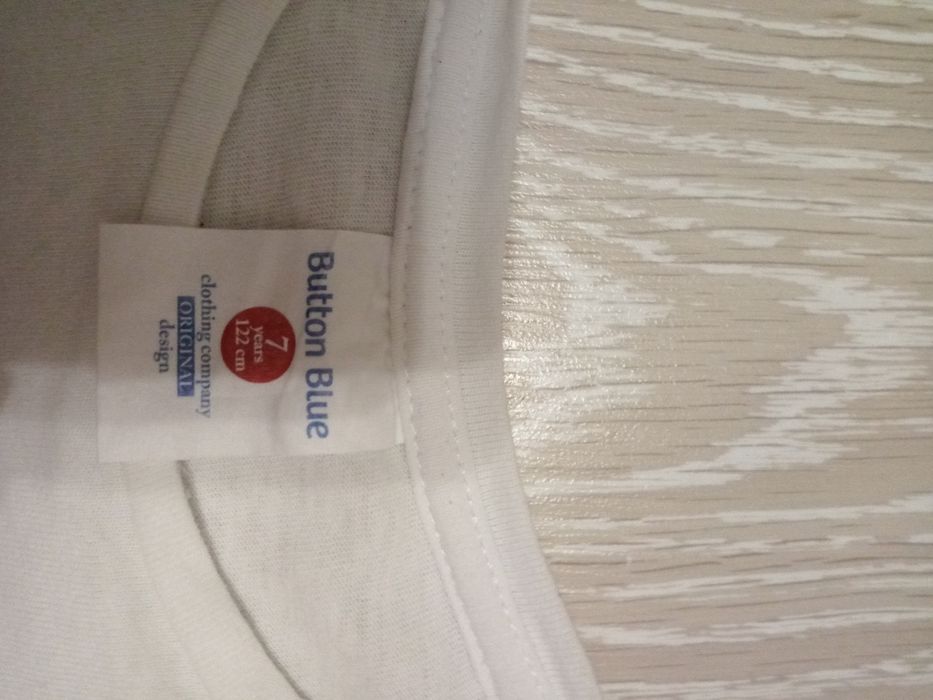 Button Blue
7
years
122 cm
clothing company
ORIGINAL
design